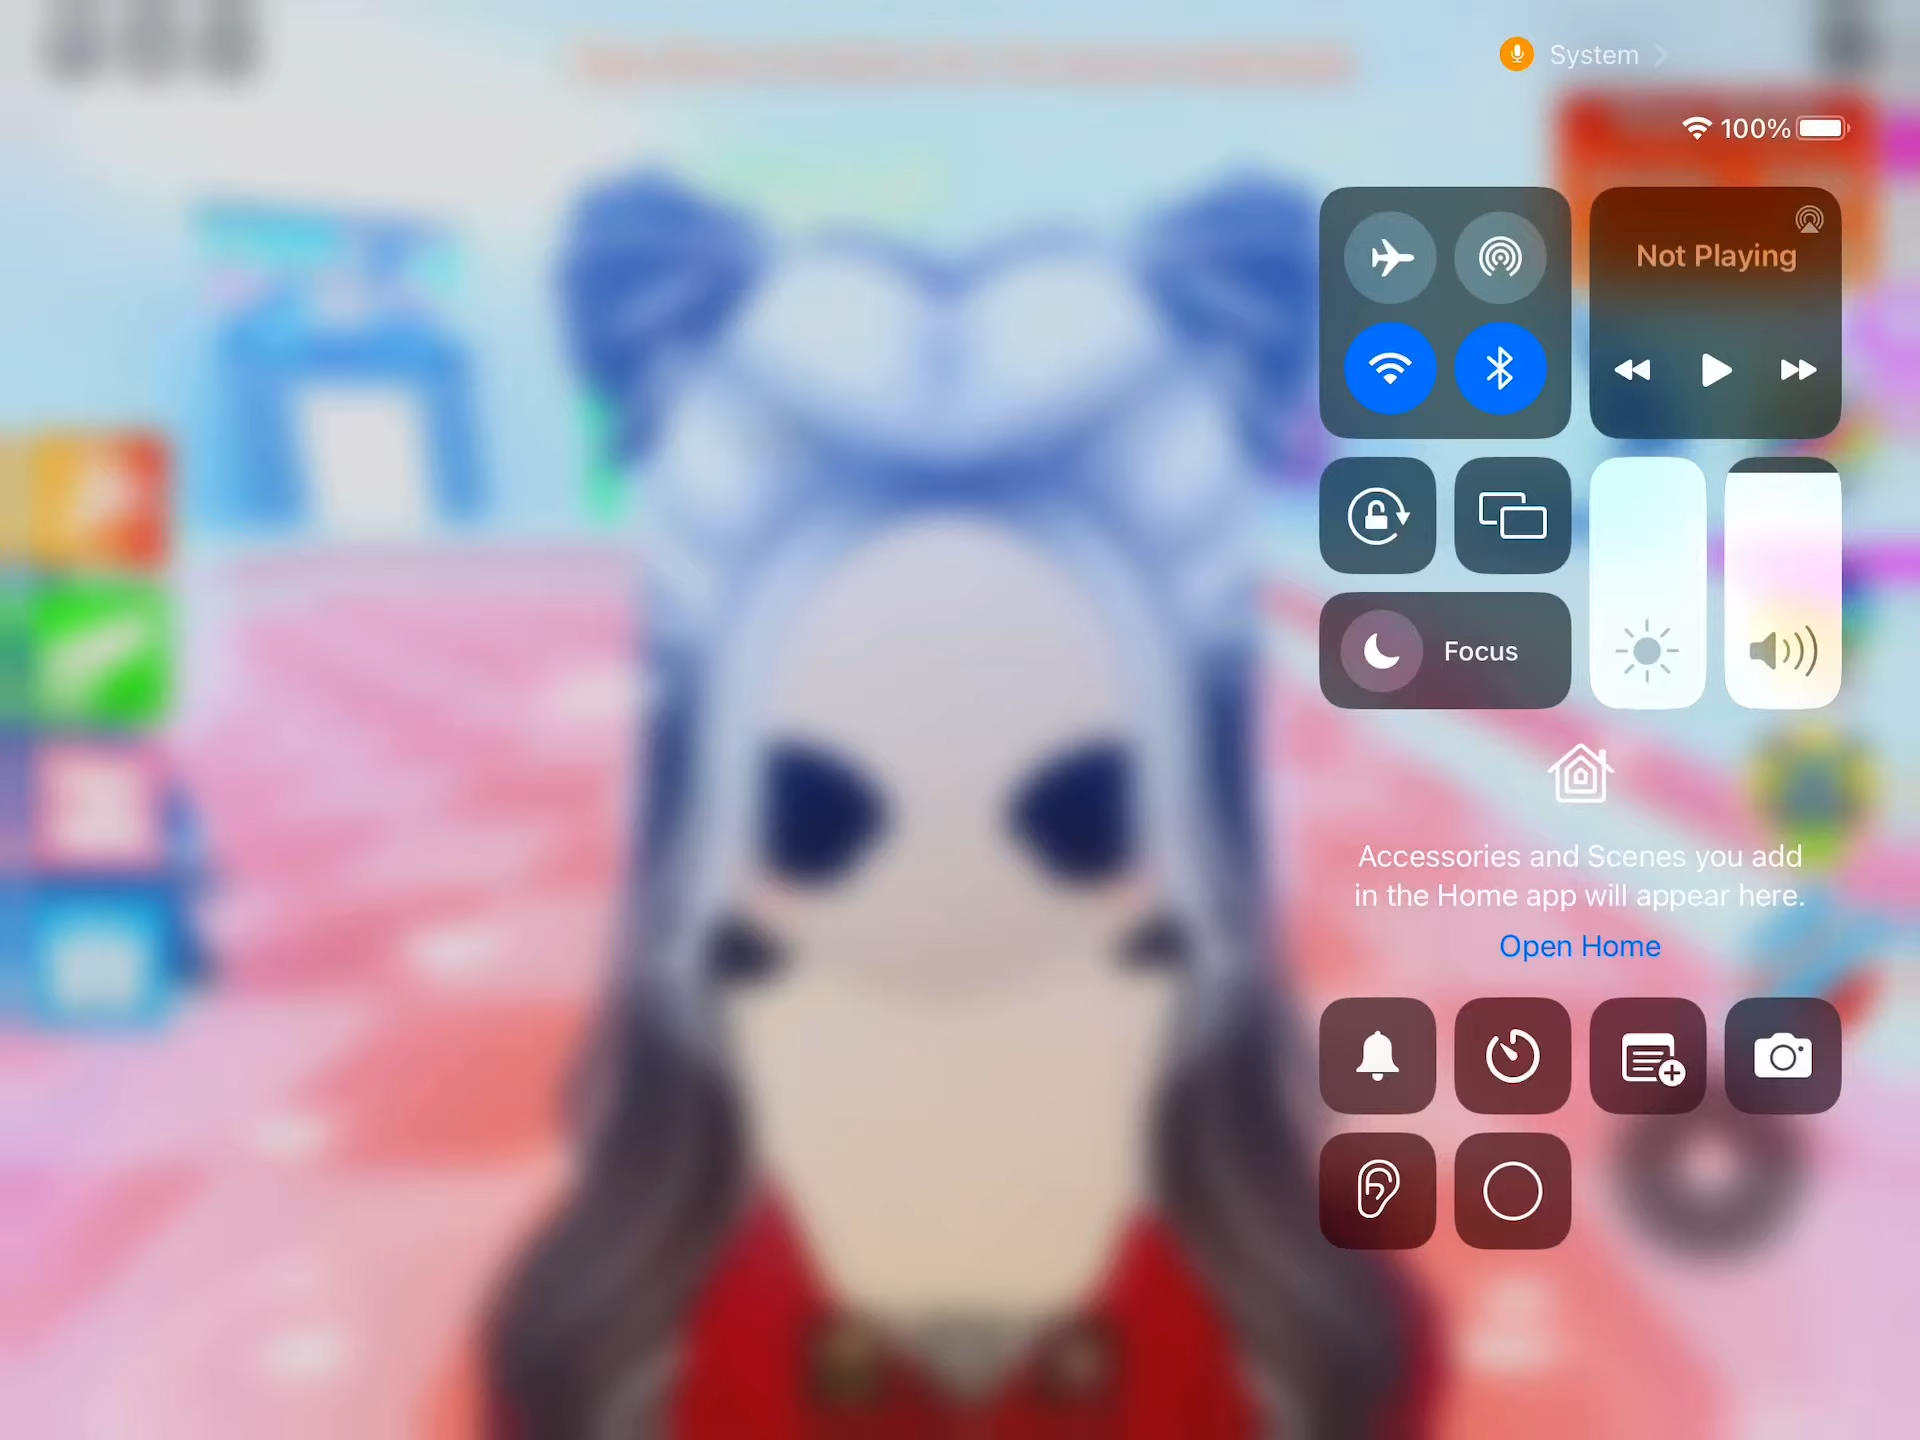 System
100%
Not Playing
Focus
Accessories and Scenes you add
in the Home app will appear here.
Open Home